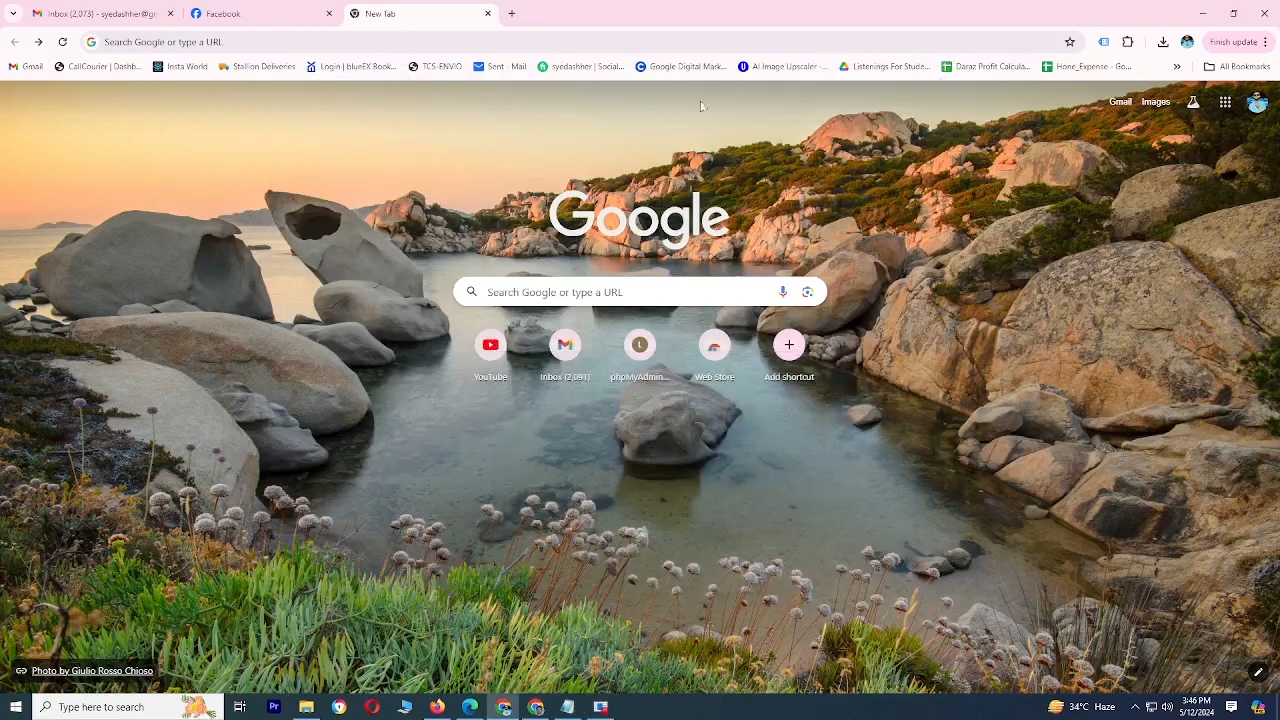 Inbox (2,073) - syedashher@gm
Facebook
New Tab
Search Google or type a URL
Finish update
Gmail
CallCourier | Dashb...
Insta World
Stallion Deliveries
Login | blueEX Book...
TCS-ENVIO
Sent - Mail
syedasher | Social...
Google Digital Mark...
AI Image Upscaler -...
Listenings For Stude...
Daraz Profit Calcula...
Hone_Expense - Go...
All Bookmarks
Gmail
Images
Google
Search Google or type a URL
YouTube
Inbox (2,091)
phpMyAdmin...
Web Store
Add shortcut
Photo by Giulio Rosso Chioso
Type here to search
34°C Haze
3:46 PM
5/12/2024